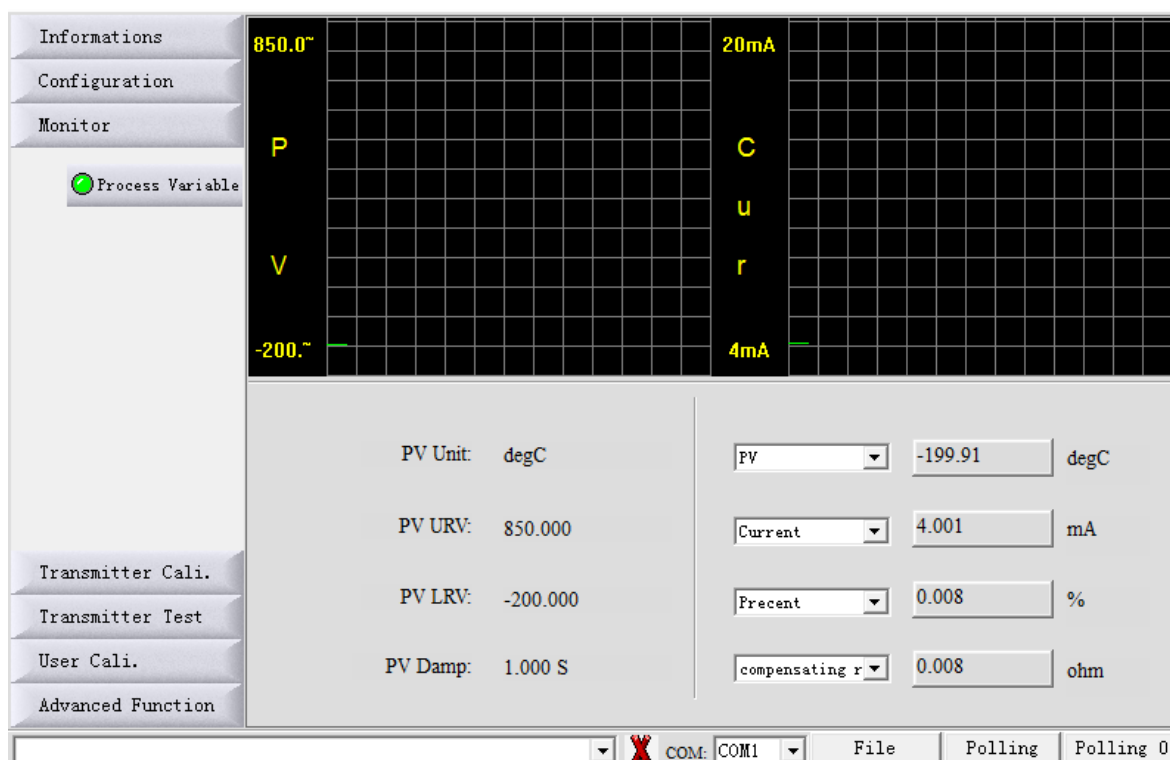 Informations
Configuration
Monitor
Process Variable
Transmitter Cali.
Transmitter Test
User Cali.
Advanced Function
850.0~
P
V
-200.~
20mA
C
u
r
4mA
PV Unit: degC
PV URV: 850.000
PV LRV: -200.000
PV Damp: 1.000 S
PV -199.91 degC
Current 4.001 mA
Precent 0.008 %
compensating r 0.008 ohm
COM: COM1 File Polling Polling 0